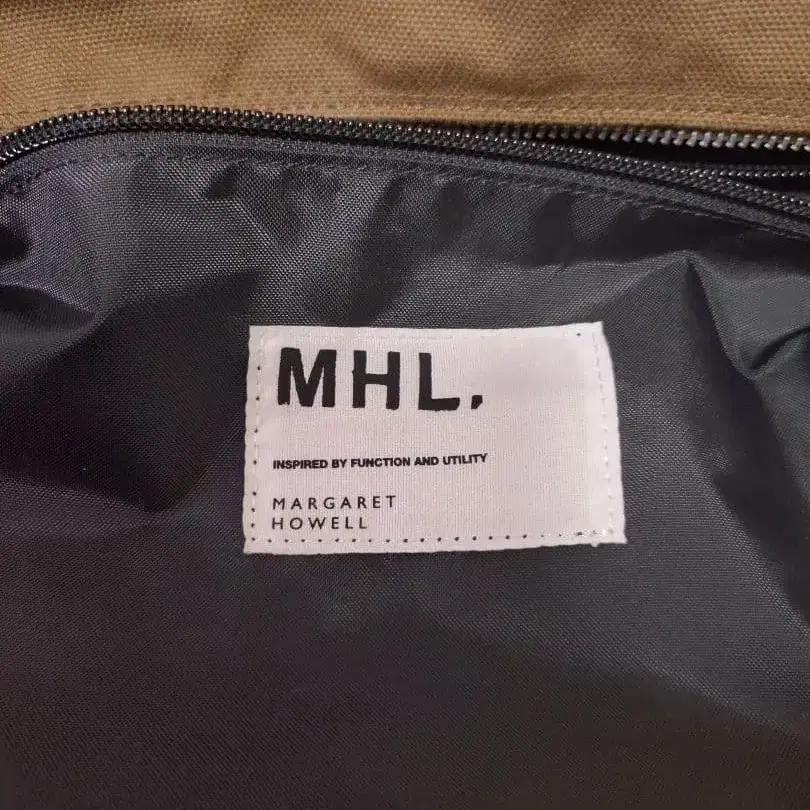 MHL.
INSPIRED BY FUNCTION AND UTILITY
MARGARET
HOWELL